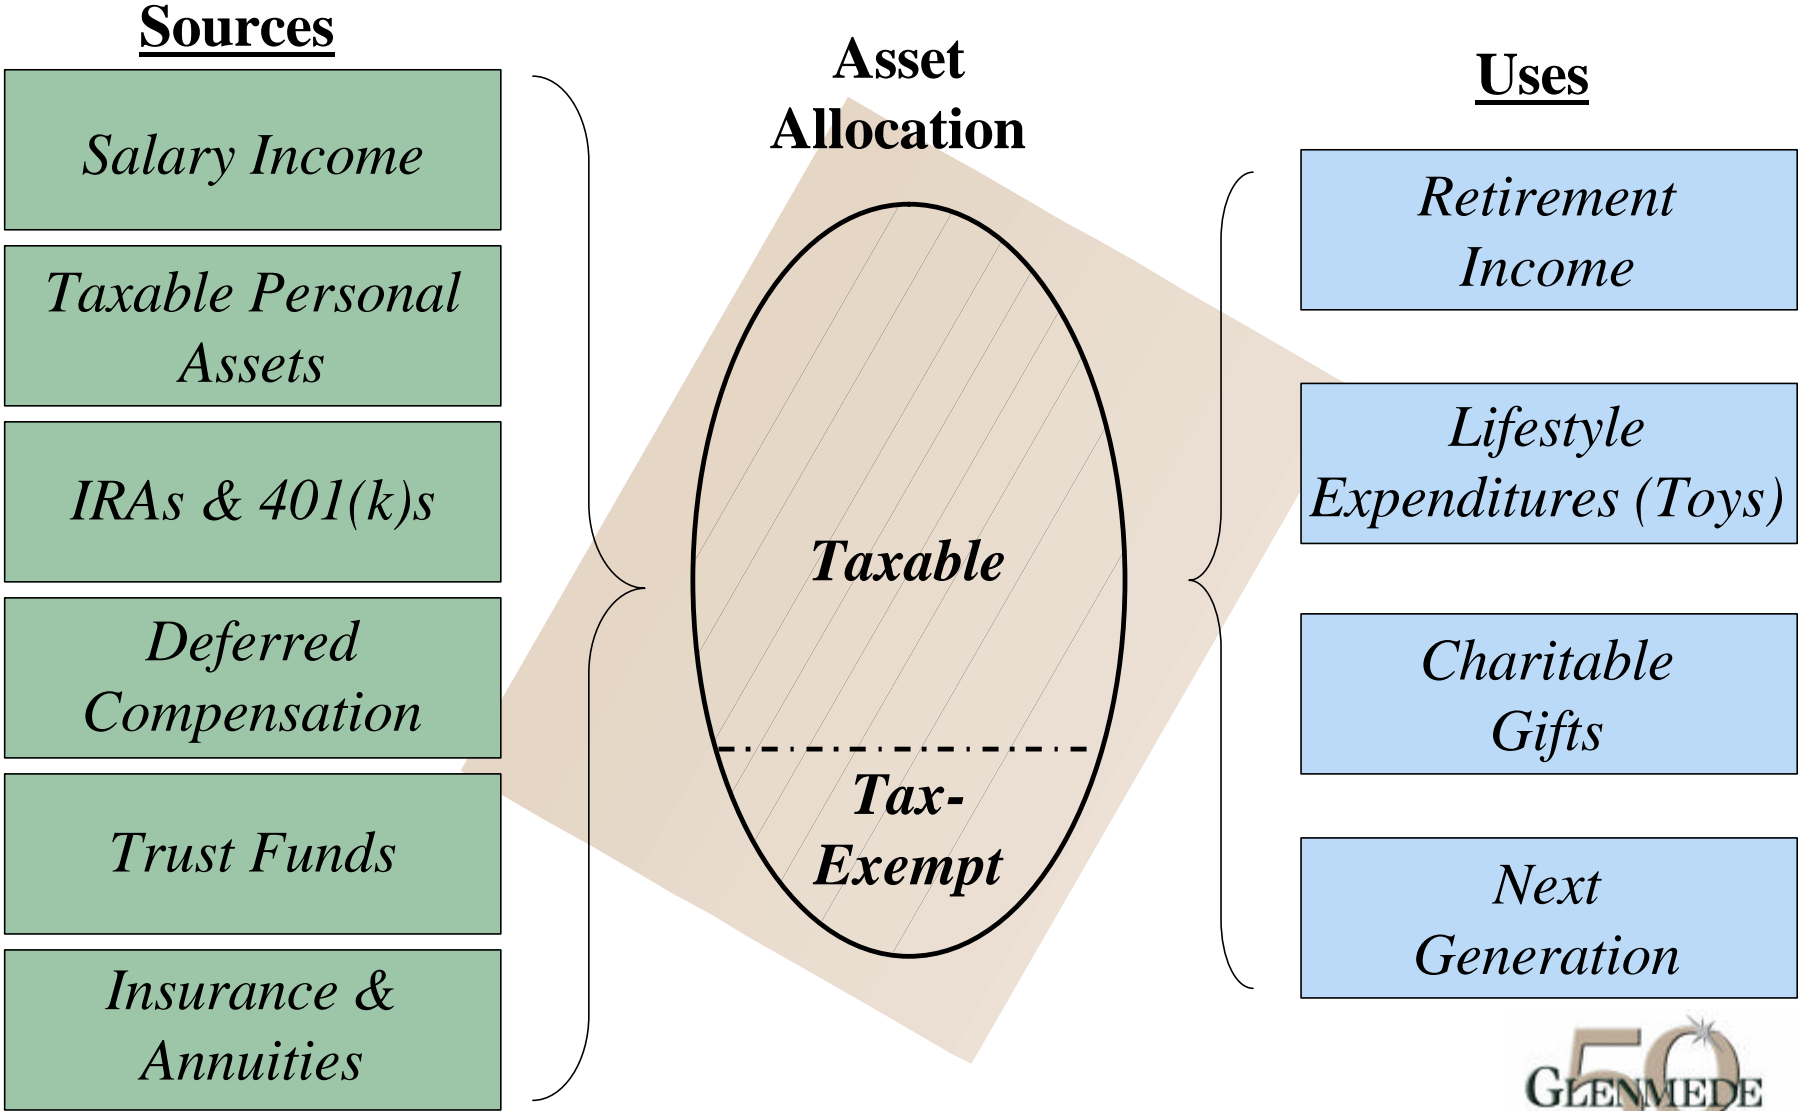 Sources
Salary Income
Taxable Personal
Assets
IRAs & 401(k)s
Deferred
Compensation
Trust Funds
Insurance &
Annuities
Asset
Allocation
Taxable
Tax-
Exempt
Uses
Retirement
Income
Lifestyle
Expenditures (Toys)
Charitable
Gifts
Next
Generation
50
GLENMEDE